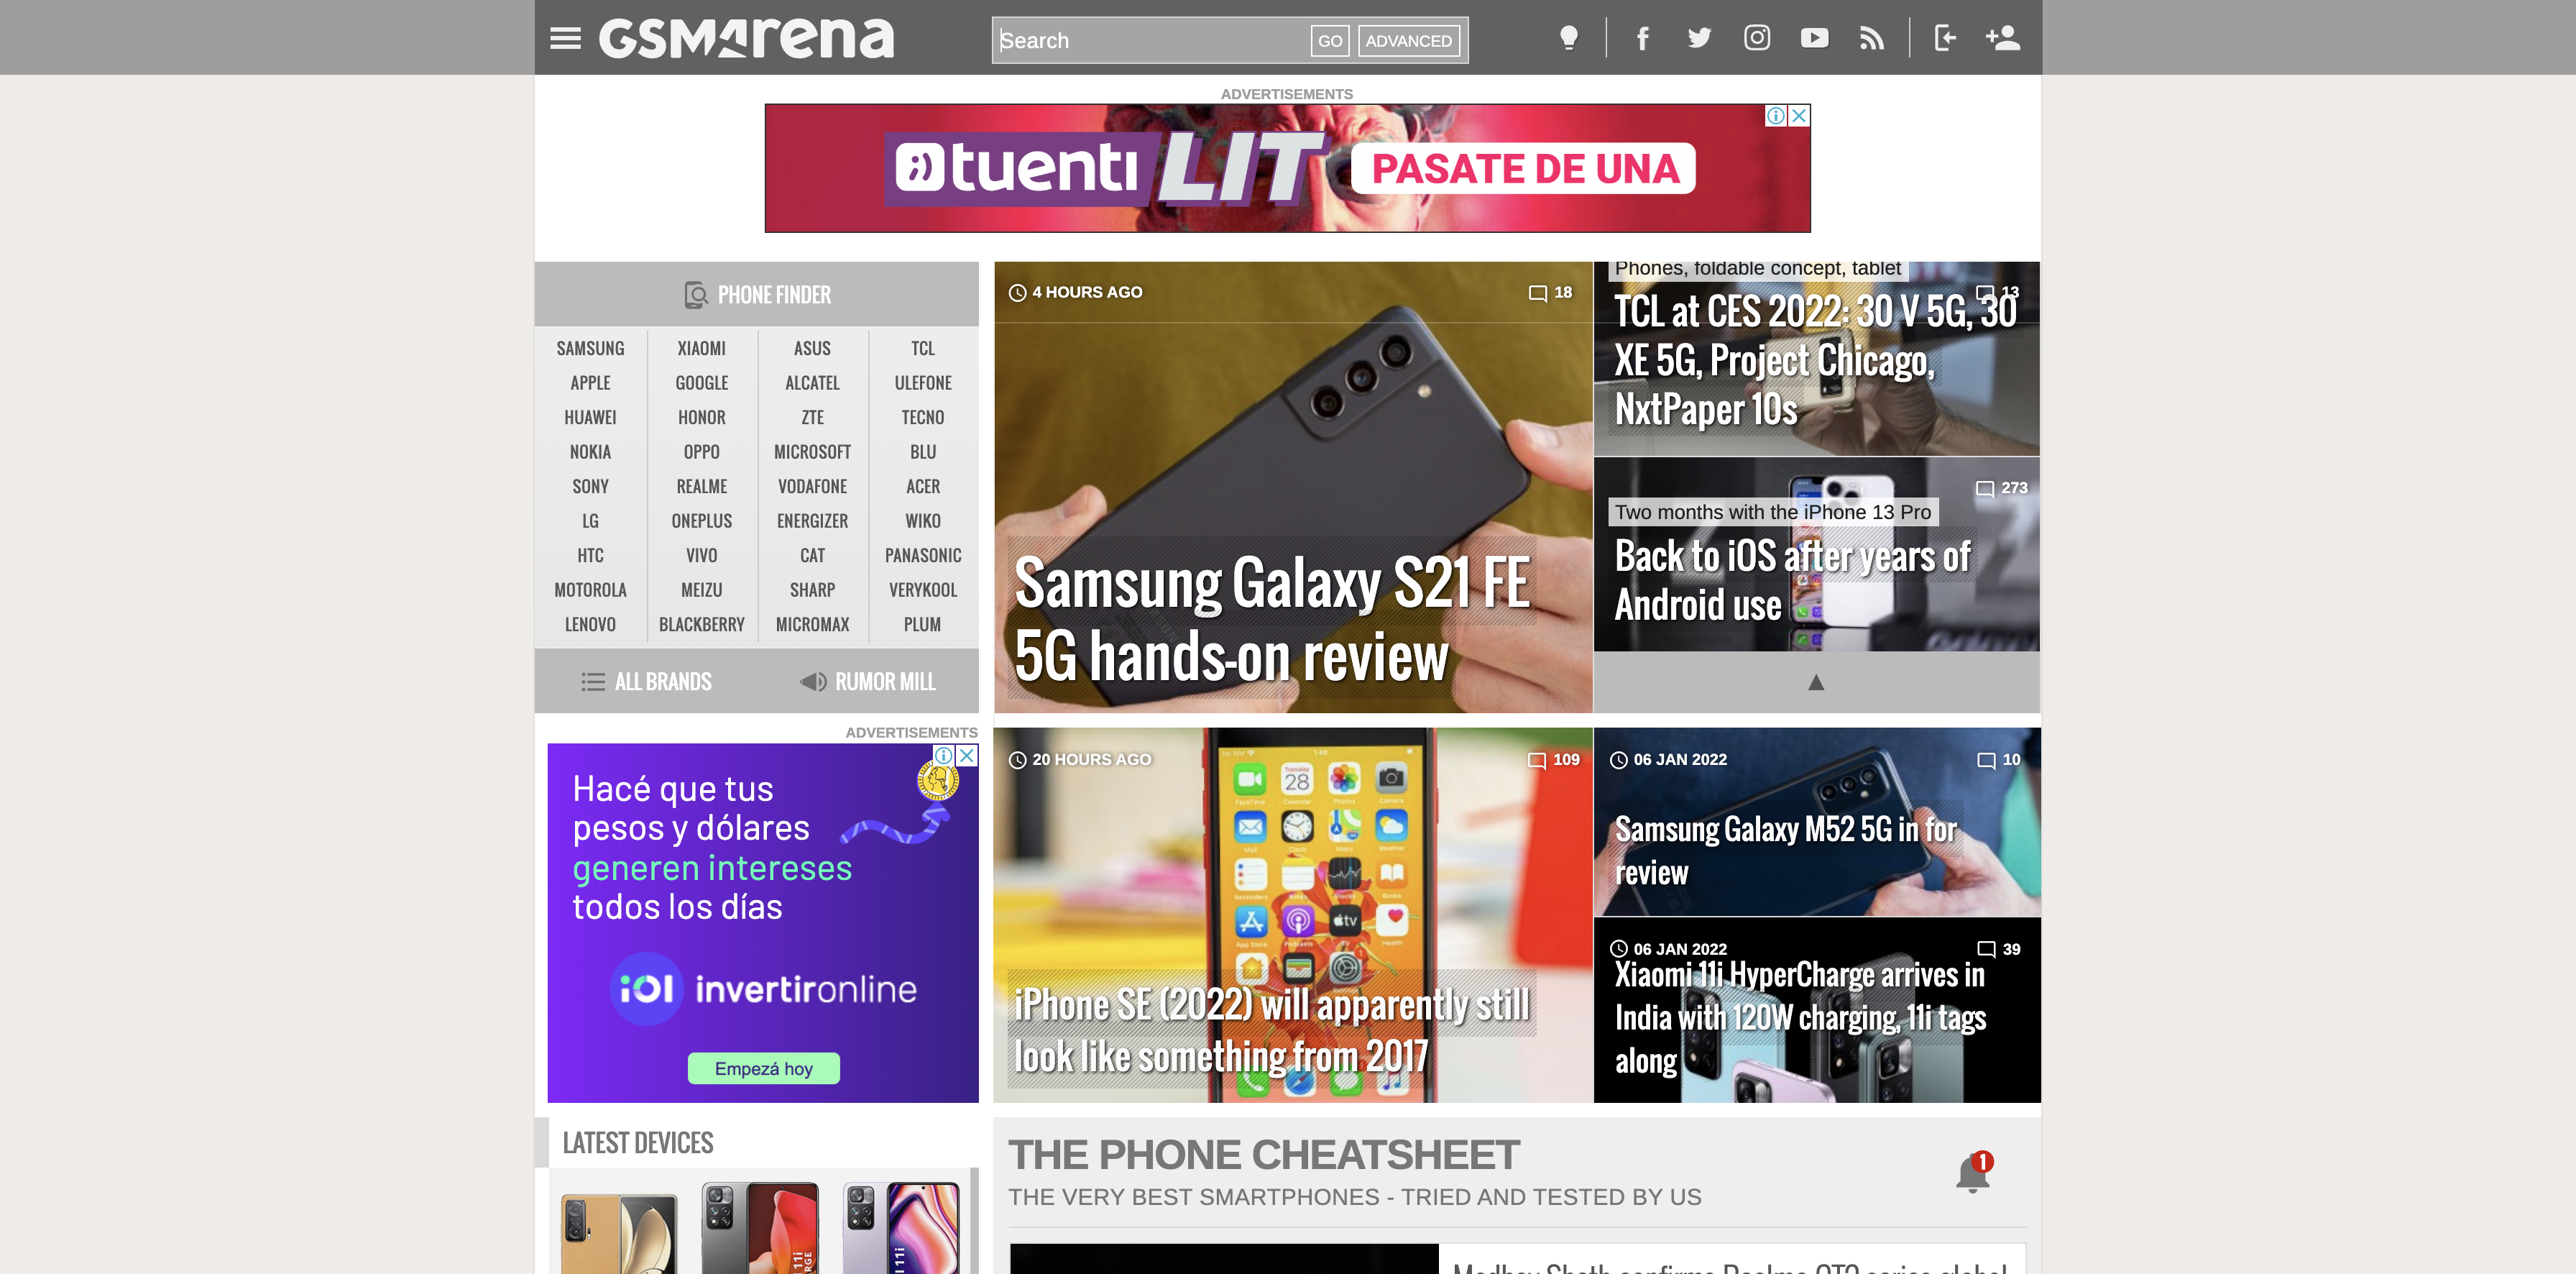 GSMArena
Search
GO
ADVANCED
ADVERTISEMENTS
tuenti LIT PASATE DE UNA
PHONE FINDER
SAMSUNG XIAOMI ASUS TCL
APPLE GOOGLE ALCATEL ULEFONE
HUAWEI HONOR ZTE TECNO
NOKIA OPPO MICROSOFT BLU
SONY REALME VODAFONE ACER
LG ONEPLUS ENERGIZER WIKO
HTC VIVO CAT PANASONIC
MOTOROLA MEIZU SHARP VERYKOOL
LENOVO BLACKBERRY MICROMAX PLUM
ALL BRANDS RUMOR MILL
4 HOURS AGO 18
Samsung Galaxy S21 FE
5G hands-on review
Phones, foldable concept, tablet
13
TCL at CES 2022: 30 V 5G, 30
XE 5G, Project Chicago,
NxtPaper 10s
273
Two months with the iPhone 13 Pro
Back to iOS after years of
Android use
ADVERTISEMENTS
Hacé que tus
pesos y dólares
generen intereses
todos los días
iol invertironline
Empezá hoy
20 HOURS AGO 109
iPhone SE (2022) will apparently still
look like something from 2017
06 JAN 2022 10
Samsung Galaxy M52 5G in for
review
06 JAN 2022 39
Xiaomi 11i HyperCharge arrives in
India with 120W charging, 11i tags
along
LATEST DEVICES
THE PHONE CHEATSHEET
1
THE VERY BEST SMARTPHONES - TRIED AND TESTED BY US